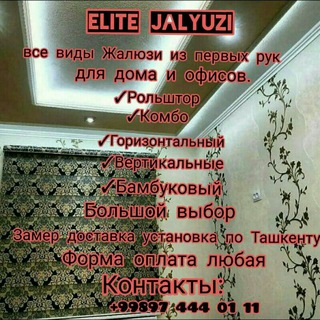 ELITE JALYUZI
все виды Жалюзи из первых рук
для дома и офисов.
✓Рольштор
✓Комбо
✓Горизонтальный
✓Вертикальные
✓Бамбуковый
Большой выбор
Замер доставка установка по Ташкенту
Форма оплата любая
Контакты:
+99897 444 01 11